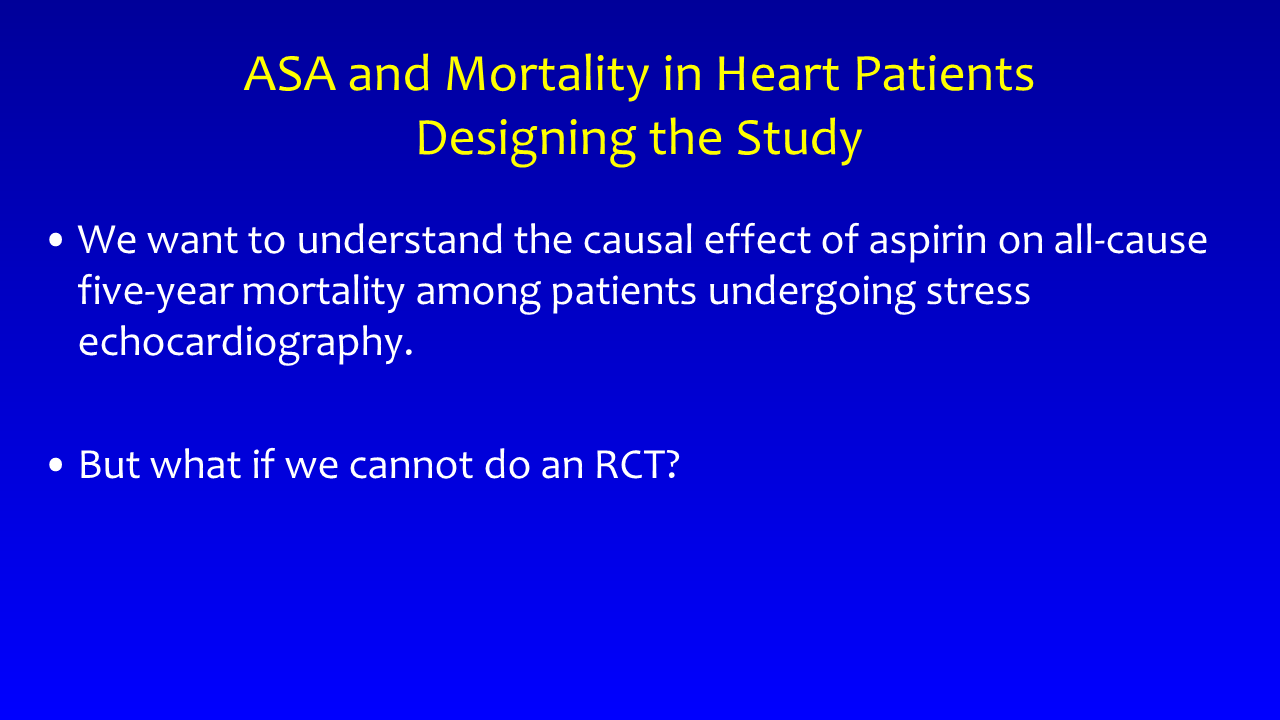 ASA and Mortality in Heart Patients
Designing the Study
• We want to understand the causal effect of aspirin on all-cause
five-year mortality among patients undergoing stress
echocardiography.
• But what if we cannot do an RCT?